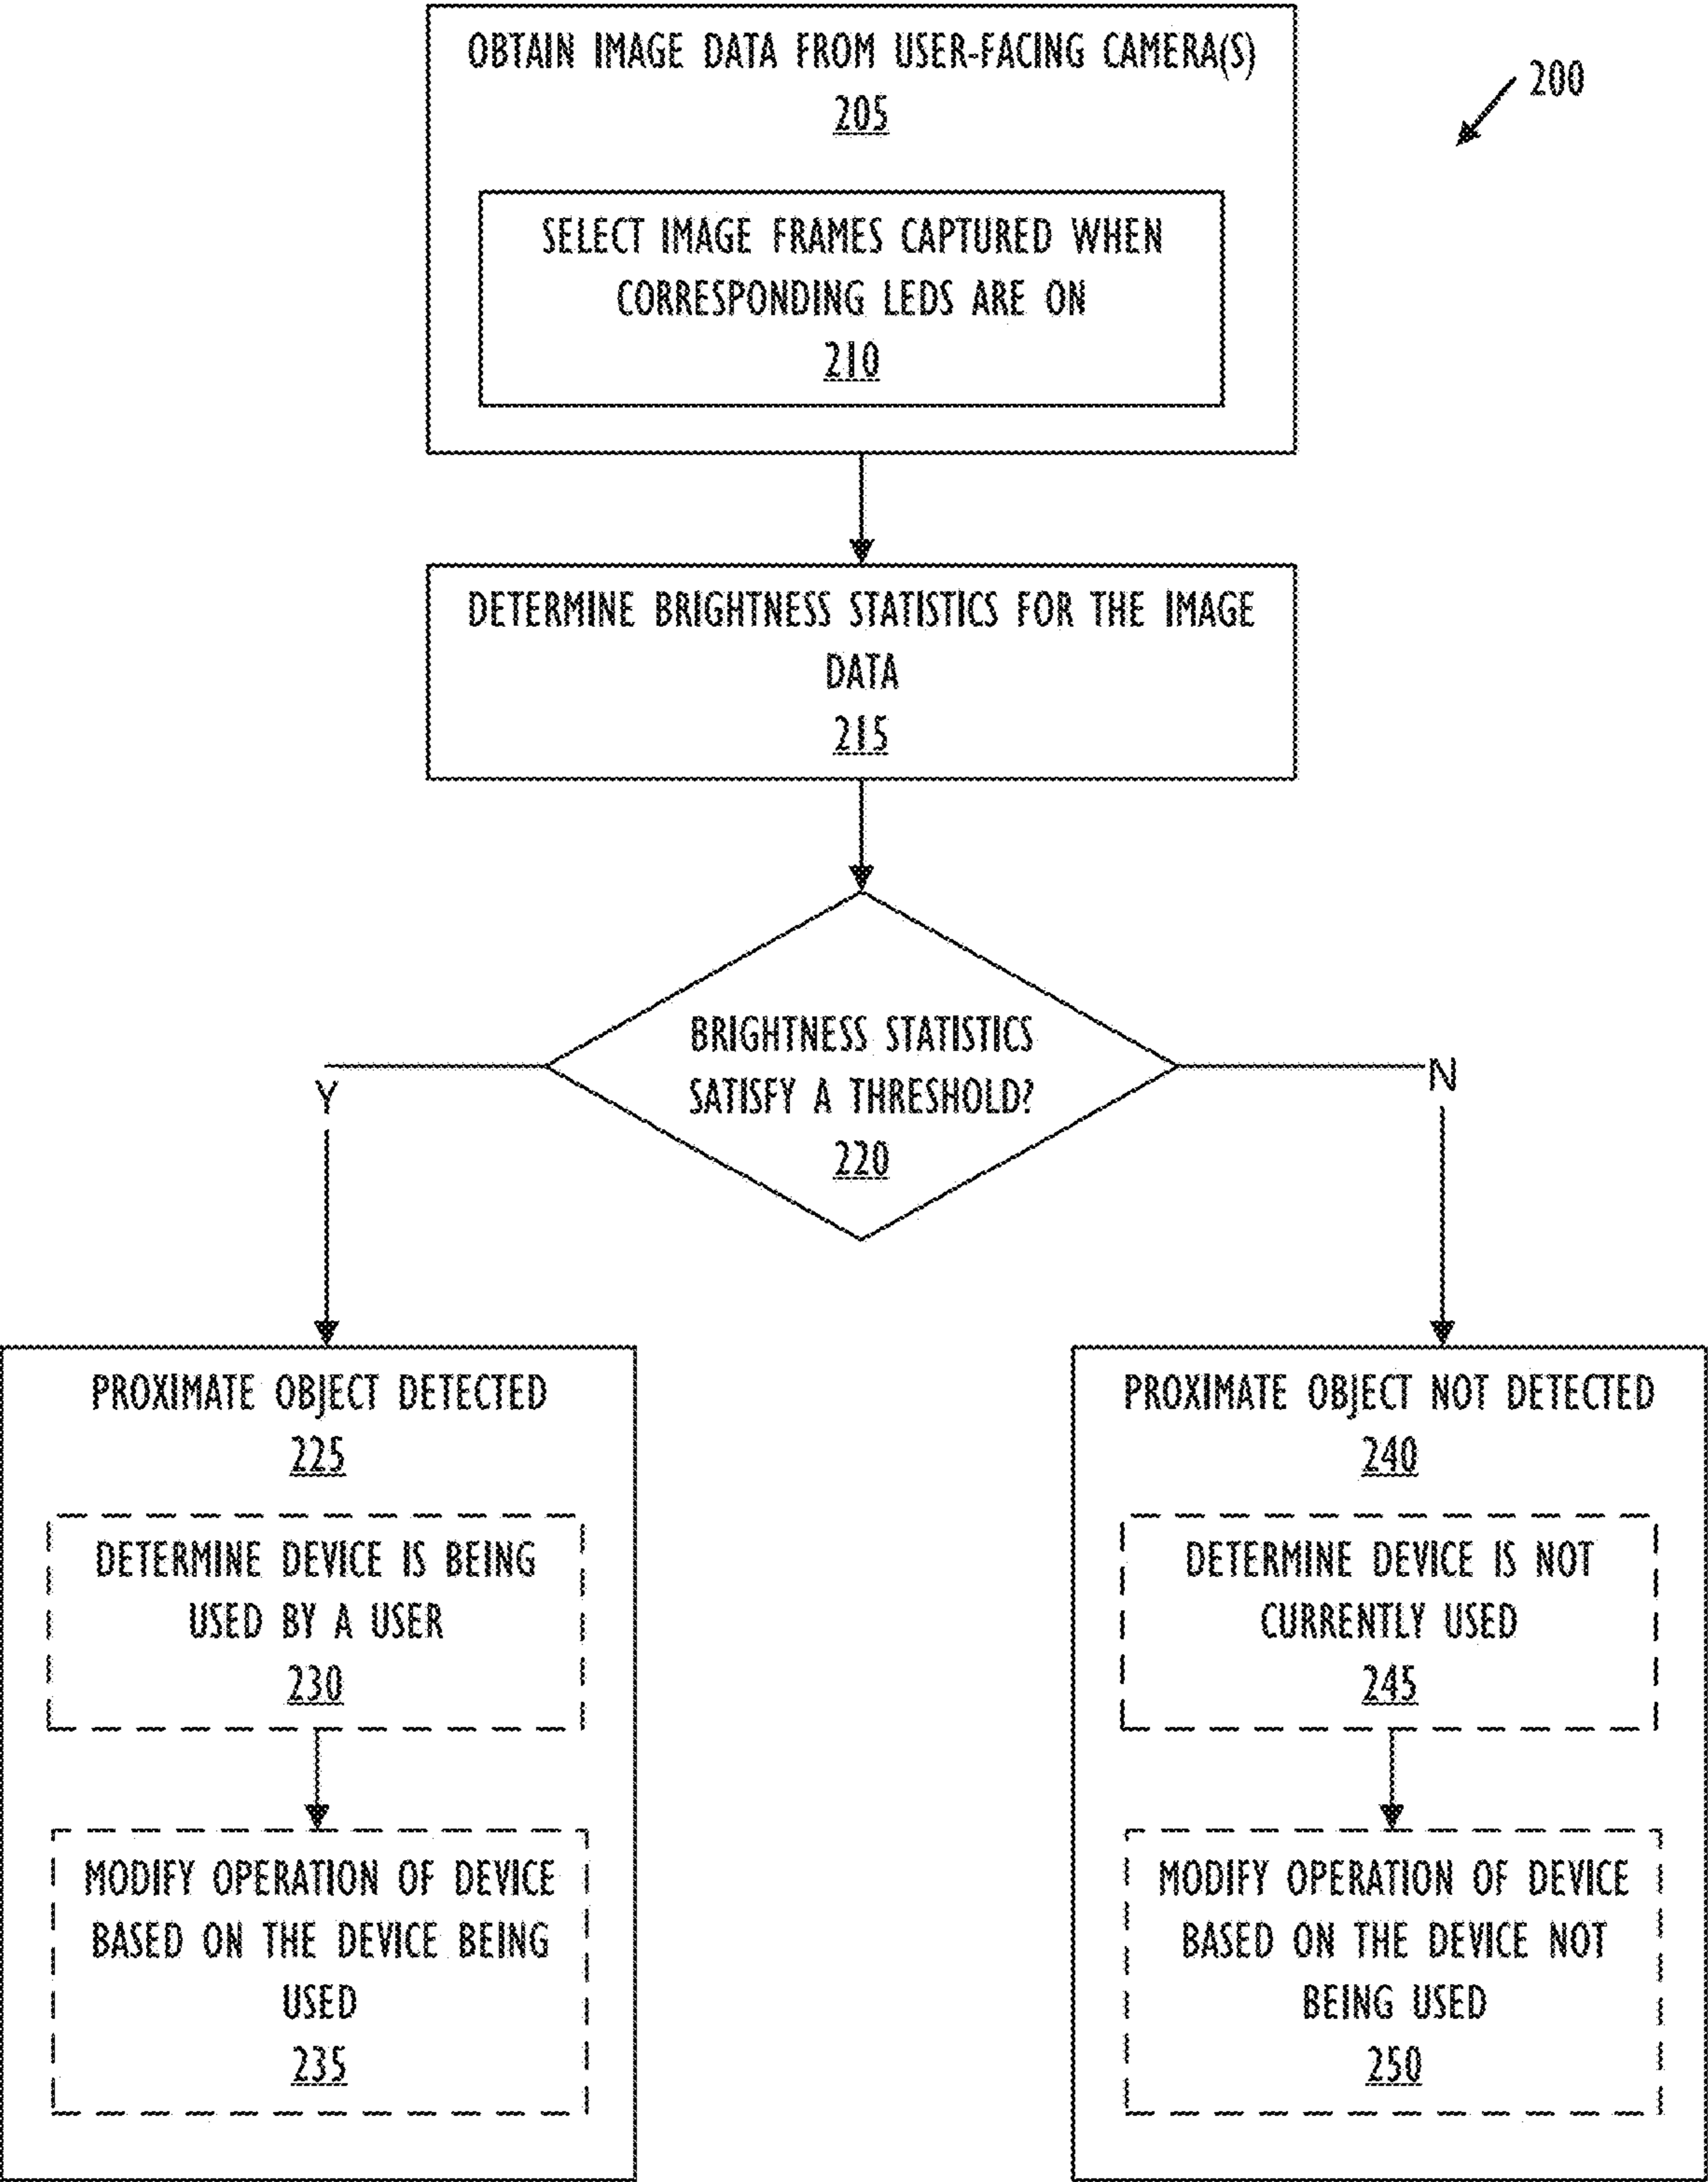 OBTAIN IMAGE DATA FROM USER-FACING CAMERA(S)
205
200
SELECT IMAGE FRAMES CAPTURED WHEN
CORRESPONDING LEDS ARE ON
210
DETERMINE BRIGHTNESS STATISTICS FOR THE IMAGE
DATA
215
BRIGHTNESS STATISTICS
SATISFY A THRESHOLD?
220
Y
N
PROXIMATE OBJECT DETECTED
225
DETERMINE DEVICE IS BEING
USED BY A USER
230
MODIFY OPERATION OF DEVICE
BASED ON THE DEVICE BEING
USED
235
PROXIMATE OBJECT NOT DETECTED
240
DETERMINE DEVICE IS NOT
CURRENTLY USED
245
MODIFY OPERATION OF DEVICE
BASED ON THE DEVICE NOT
BEING USED
250